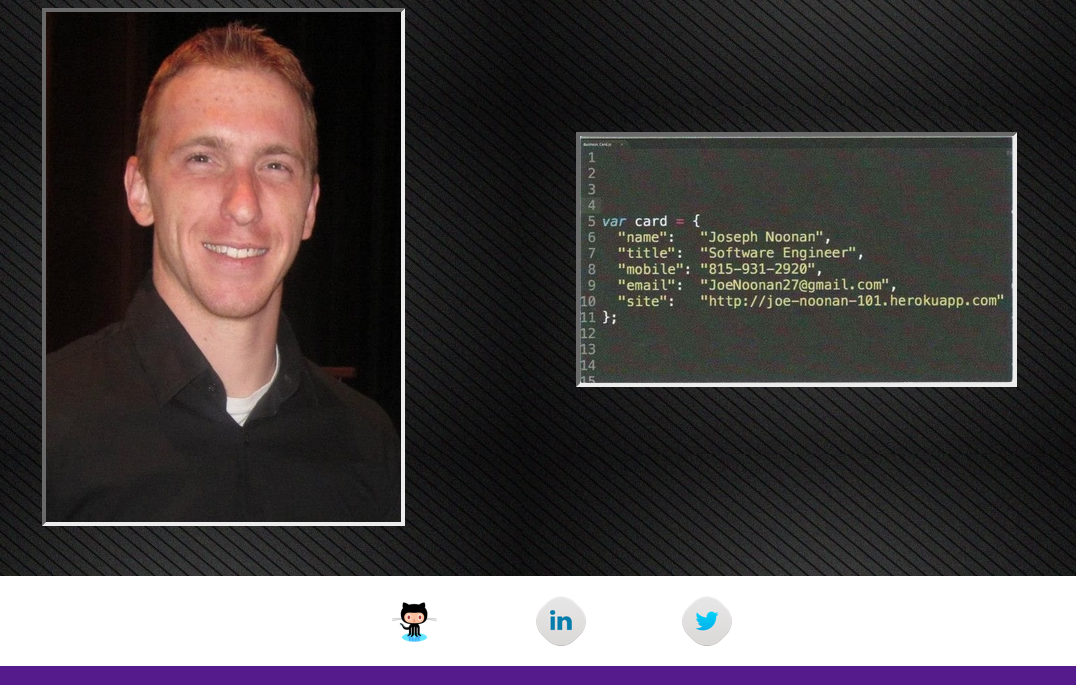 Business_Card.js ×
1
2
3
4
5 var card = {
6 "name": "Joseph Noonan",
7 "title": "Software Engineer",
8 "mobile": "815-931-2920",
9 "email": "JoeNoonan27@gmail.com",
10 "site": "http://joe-noonan-101.herokuapp.com"
11 };
12
13
14
15
in